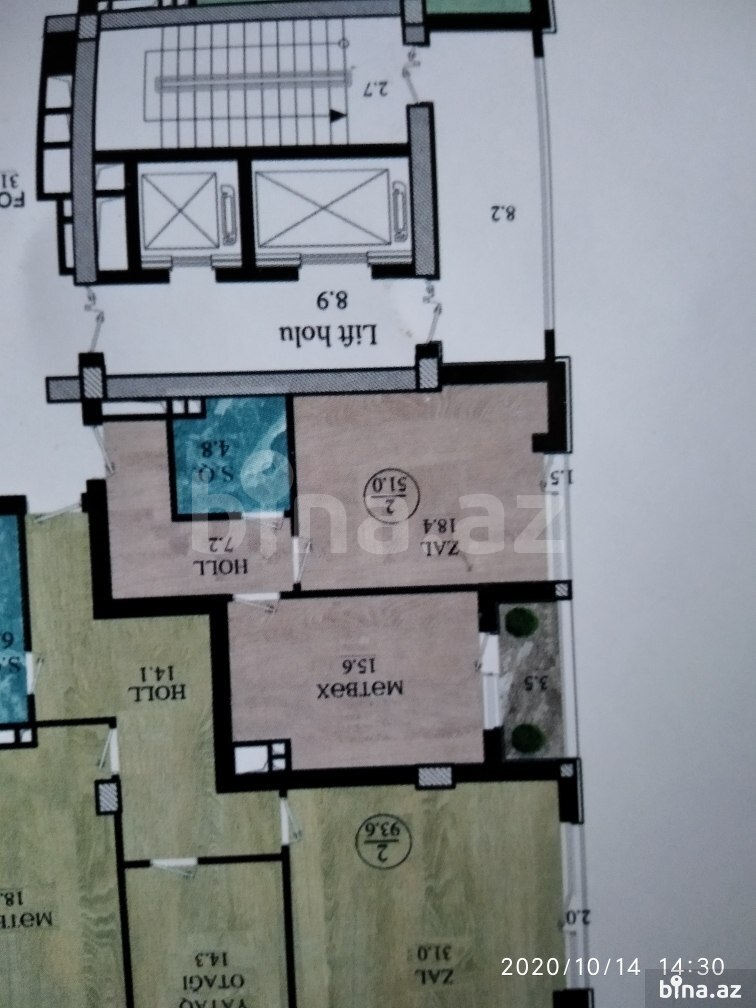 2.7
8.2
FO
31
8.9
Lift holu
4.8
S.Q.
2
51.0
1.5
18.4
ZAL
7.2
HOLL
bina.az
15.6
MƏTBƏX
14.1
HOLL
3.5
6.
S.Q
2
93.6
2.0
18.
MƏTB
14.3
OTAĞI
YATAQ
31.0
ZAL
2020/10/14 14:30
bina.az